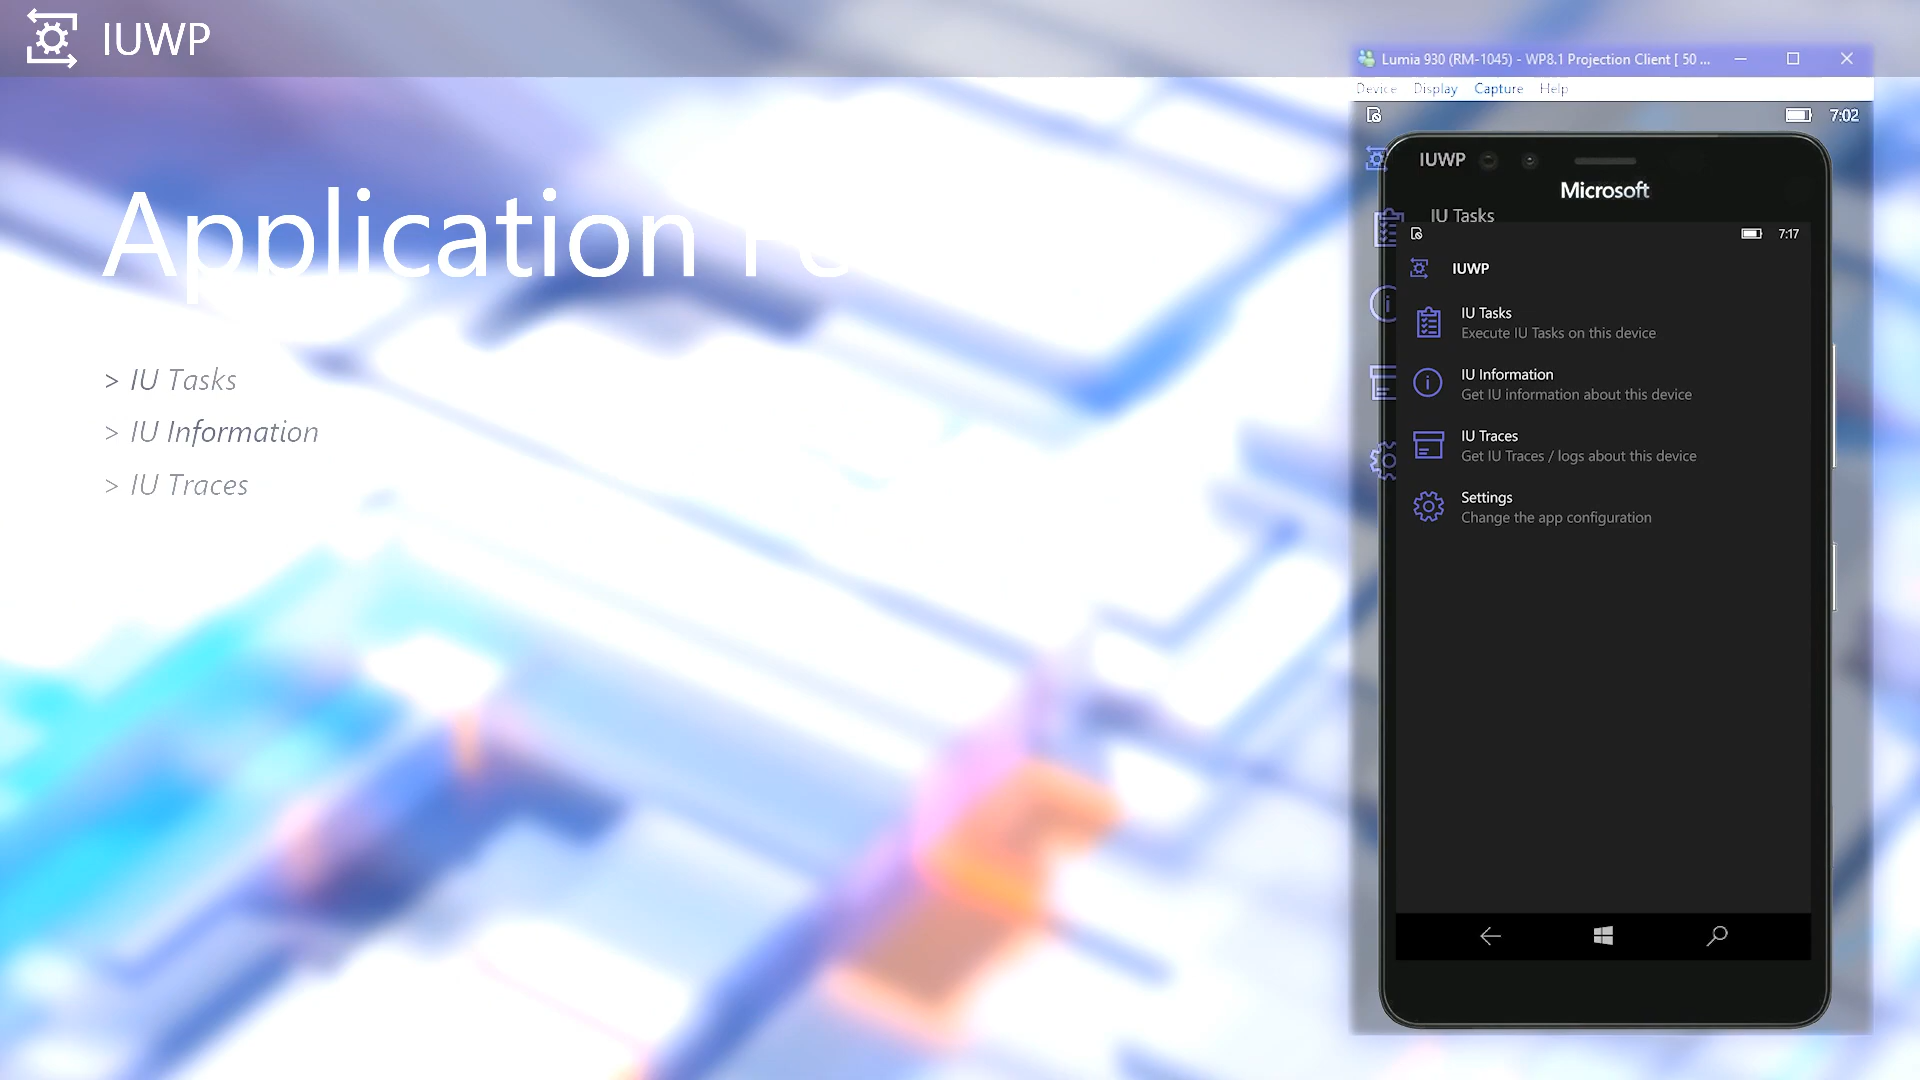 IUWP
Application
> IU Tasks
> IU Information
> IU Traces
Lumia 930 (RM-1045) - WP8.1 Projection Client [ 50 ...
Device Display Capture Help
7:02
IUWP
Microsoft
IU Tasks
7:17
IUWP
IU Tasks
Execute IU Tasks on this device
IU Information
Get IU information about this device
IU Traces
Get IU Traces / logs about this device
Settings
Change the app configuration